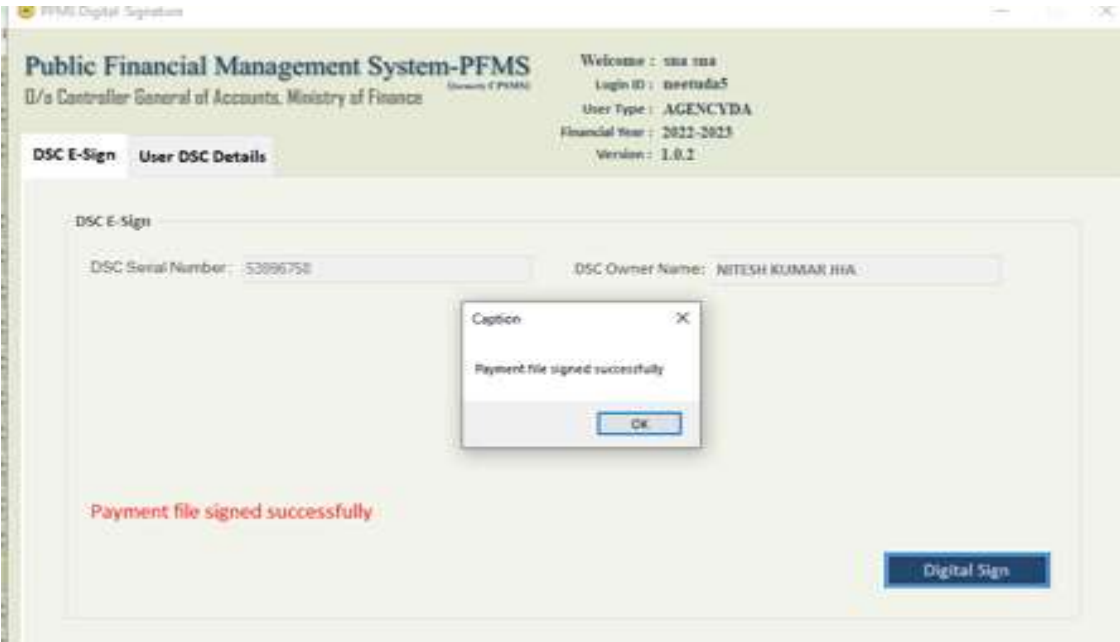 PFMS Digital Signature
Public Financial Management System-PFMS
(formerly CPSMS)
O/o Controller General of Accounts, Ministry of Finance
Welcome : sna sna
Login ID : neetuda5
User Type : AGENCYDA
Financial Year : 2022-2023
Version : 1.0.2
DSC E-Sign
User DSC Details
DSC E-Sign
DSC Serial Number:
DSC Owner Name: NITESH KUMAR JHA
Caption
Payment file signed successfully
OK
Payment file signed successfully
Digital Sign